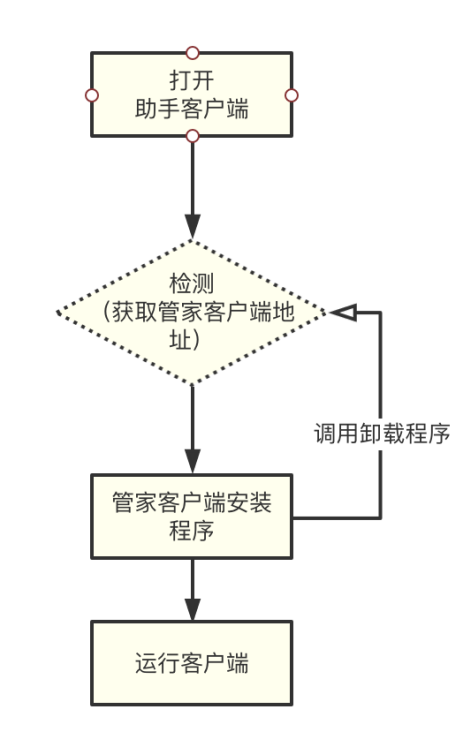 打开
助手客户端
检测
（获取管家客户端地
址）
调用卸载程序
管家客户端安装
程序
运行客户端